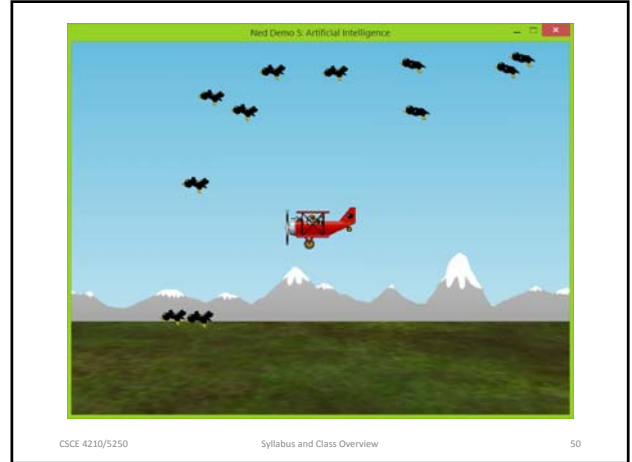 Ned Demo 5: Artificial Intelligence
CSCE 4210/5250 Syllabus and Class Overview 50